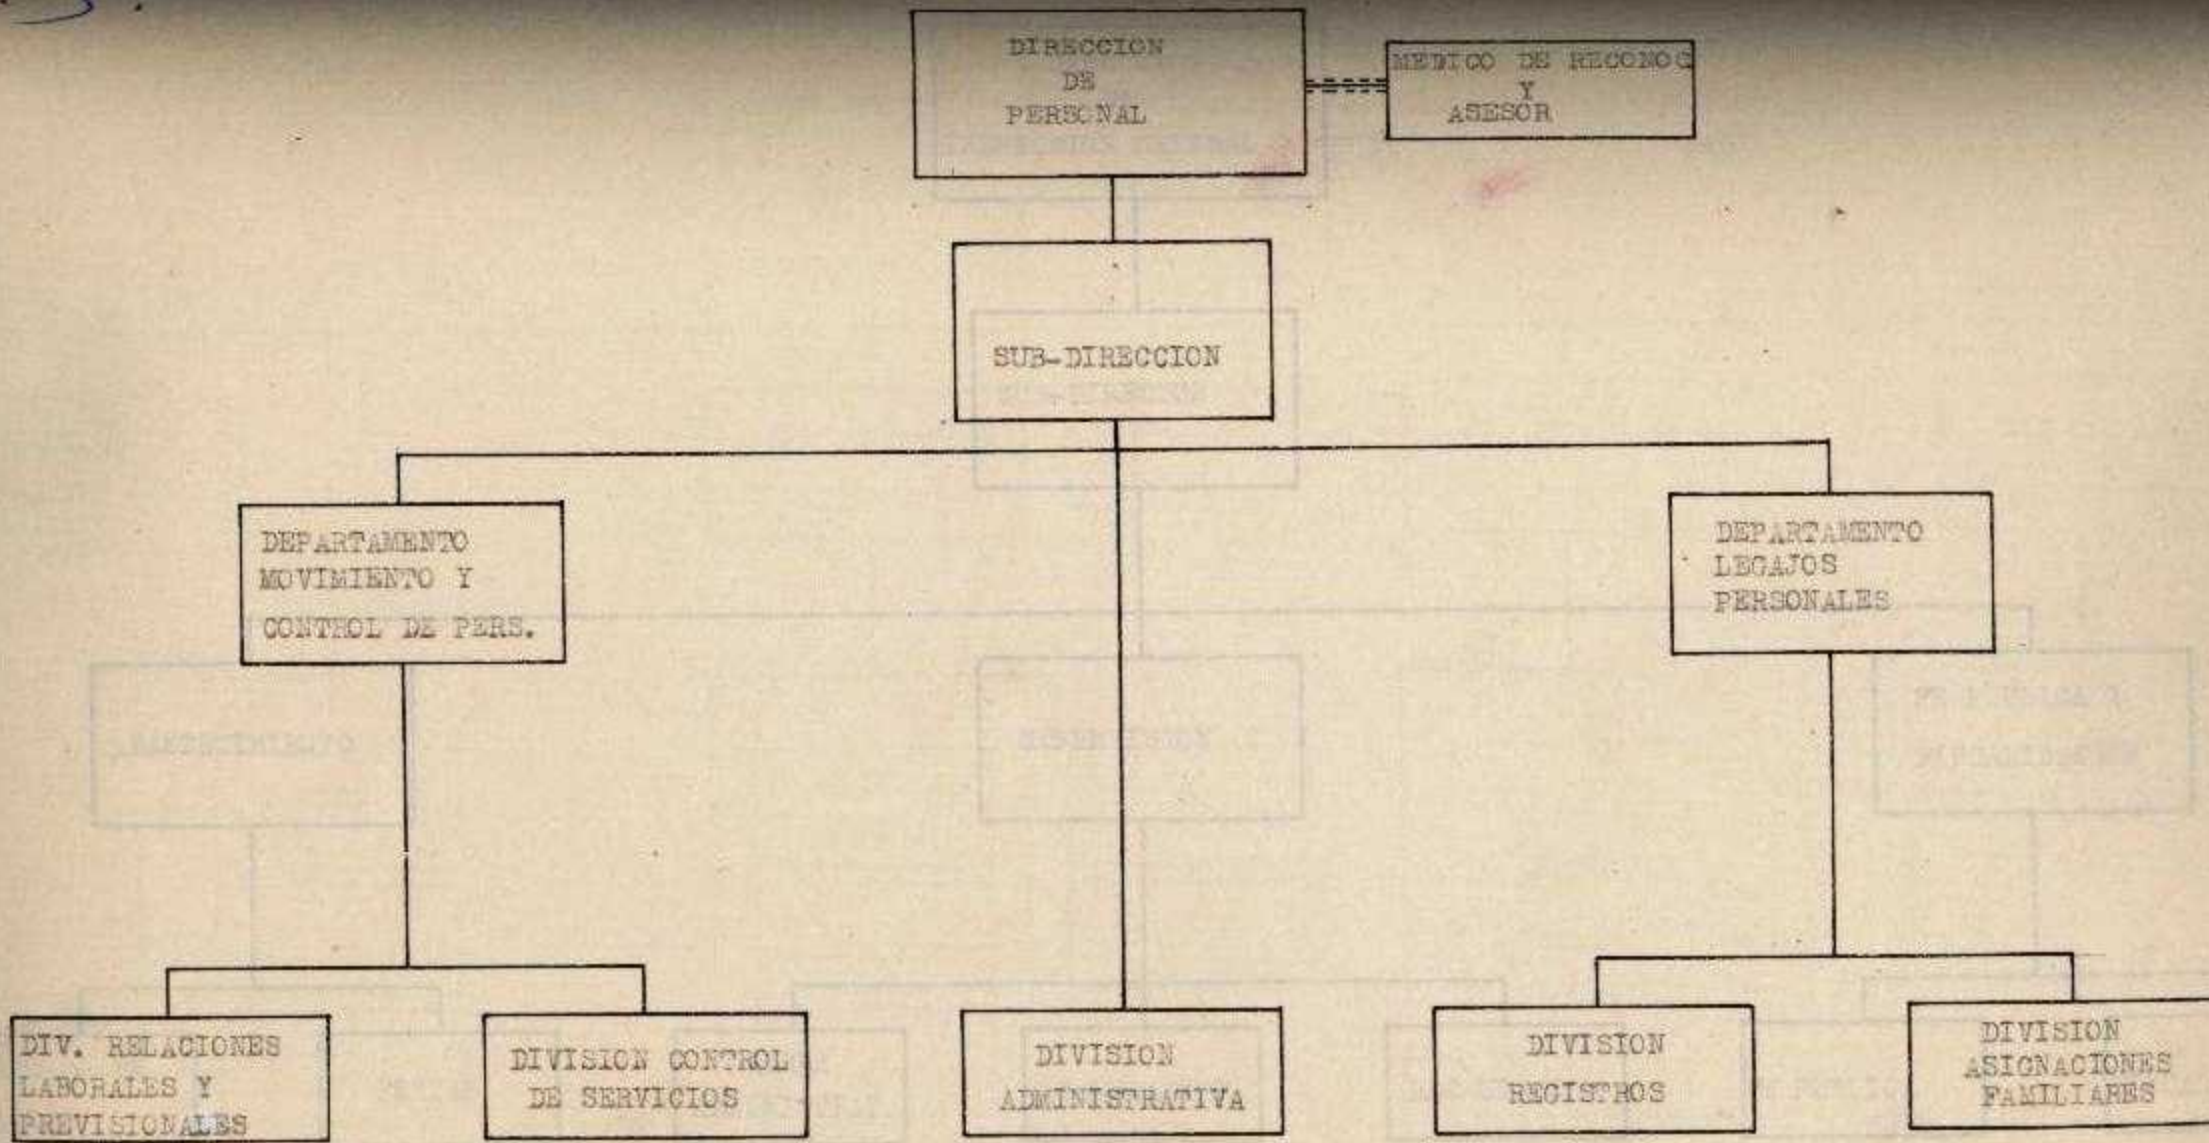 DIRECCION
DE
PERSONAL
MEDICO DE RECONOC
Y
ASESOR
SUB-DIRECCION
DEPARTAMENTO
MOVIMIENTO Y
CONTROL DE PERS.
DEPARTAMENTO
LEGAJOS
PERSONALES
DIV. RELACIONES
LABORALES Y
PREVISIONALES
DIVISION CONTROL
DE SERVICIOS
DIVISION
ADMINISTRATIVA
DIVISION
REGISTROS
DIVISION
ASIGNACIONES
FAMILIARES